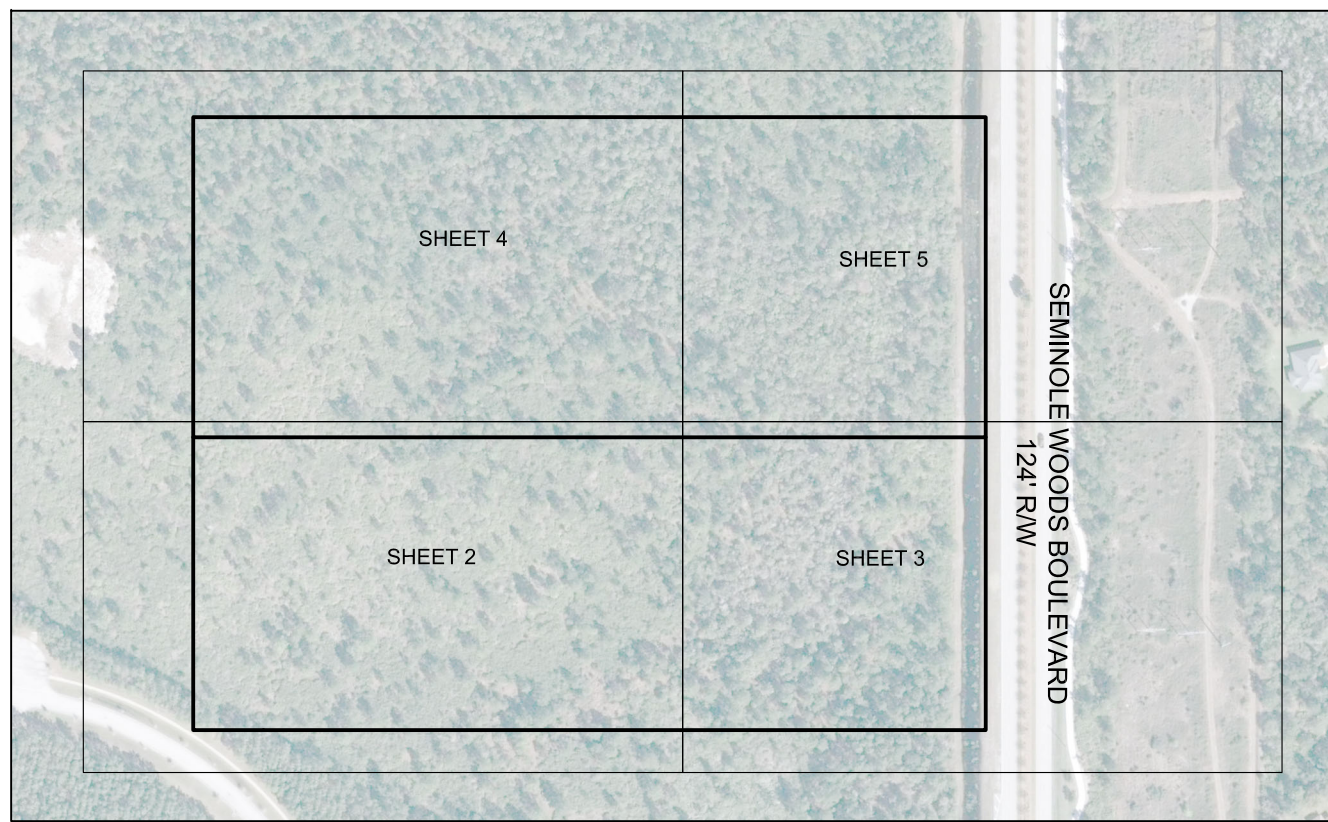 SHEET 4
SHEET 5
SEMINOLE WOODS BOULEVARD
124' R/W
SHEET 2
SHEET 3